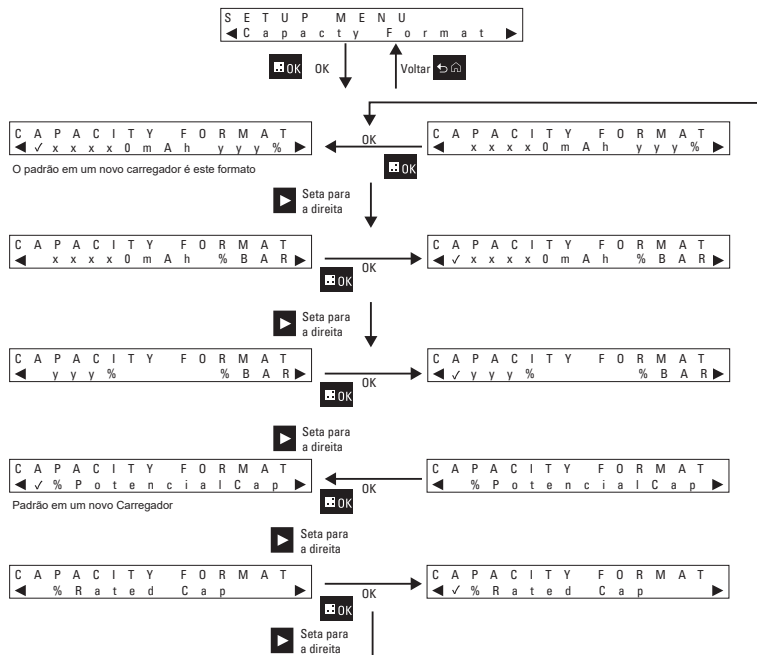 SETUP MENU
◀ Capacty Format ▶
OK OK Voltar
CAPACITY FORMAT
◀ ✓xxxx0mAh yyy% ▶
O padrão em um novo carregador é este formato
OK
OK
CAPACITY FORMAT
◀ xxxx0mAh yyy% ▶
Seta para
a direita
CAPACITY FORMAT
◀ xxxx0mAh %BAR ▶
OK
OK
CAPACITY FORMAT
◀ ✓xxxx0mAh %BAR ▶
Seta para
a direita
CAPACITY FORMAT
◀ yyy% %BAR ▶
OK
OK
CAPACITY FORMAT
◀ ✓yyy% %BAR ▶
Seta para
a direita
CAPACITY FORMAT
◀ ✓%PotencialCap ▶
Padrão em um novo Carregador
OK
OK
CAPACITY FORMAT
◀ %PotencialCap ▶
Seta para
a direita
CAPACITY FORMAT
◀ %Rated Cap ▶
OK
OK
CAPACITY FORMAT
◀ ✓%Rated Cap ▶
Seta para
a direita